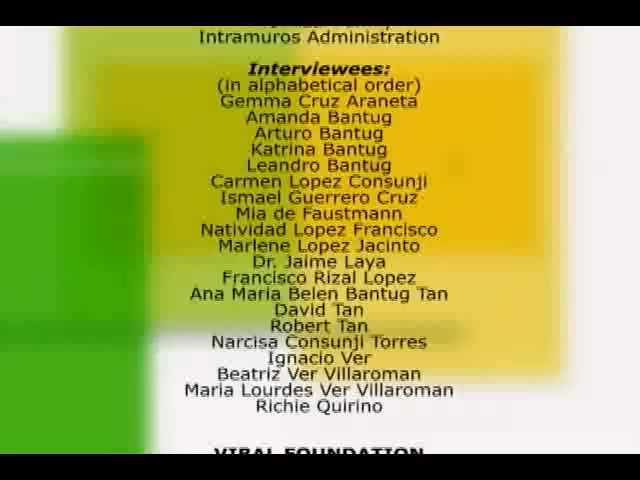 Intramuros Administration
Interviewees:
(in alphabetical order)
Gemma Cruz Araneta
Amanda Bantug
Arturo Bantug
Katrina Bantug
Leandro Bantug
Carmen Lopez Consunji
Ismael Guerrero Cruz
Mia de Faustmann
Natividad Lopez Francisco
Marlene Lopez Jacinto
Dr. Jaime Laya
Francisco Rizal Lopez
Ana Maria Belen Bantug Tan
David Tan
Robert Tan
Narcisa Consunji Torres
Ignacio Ver
Beatriz Ver Villaroman
Maria Lourdes Ver Villaroman
Richie Quirino
VIBAL FOUNDATION